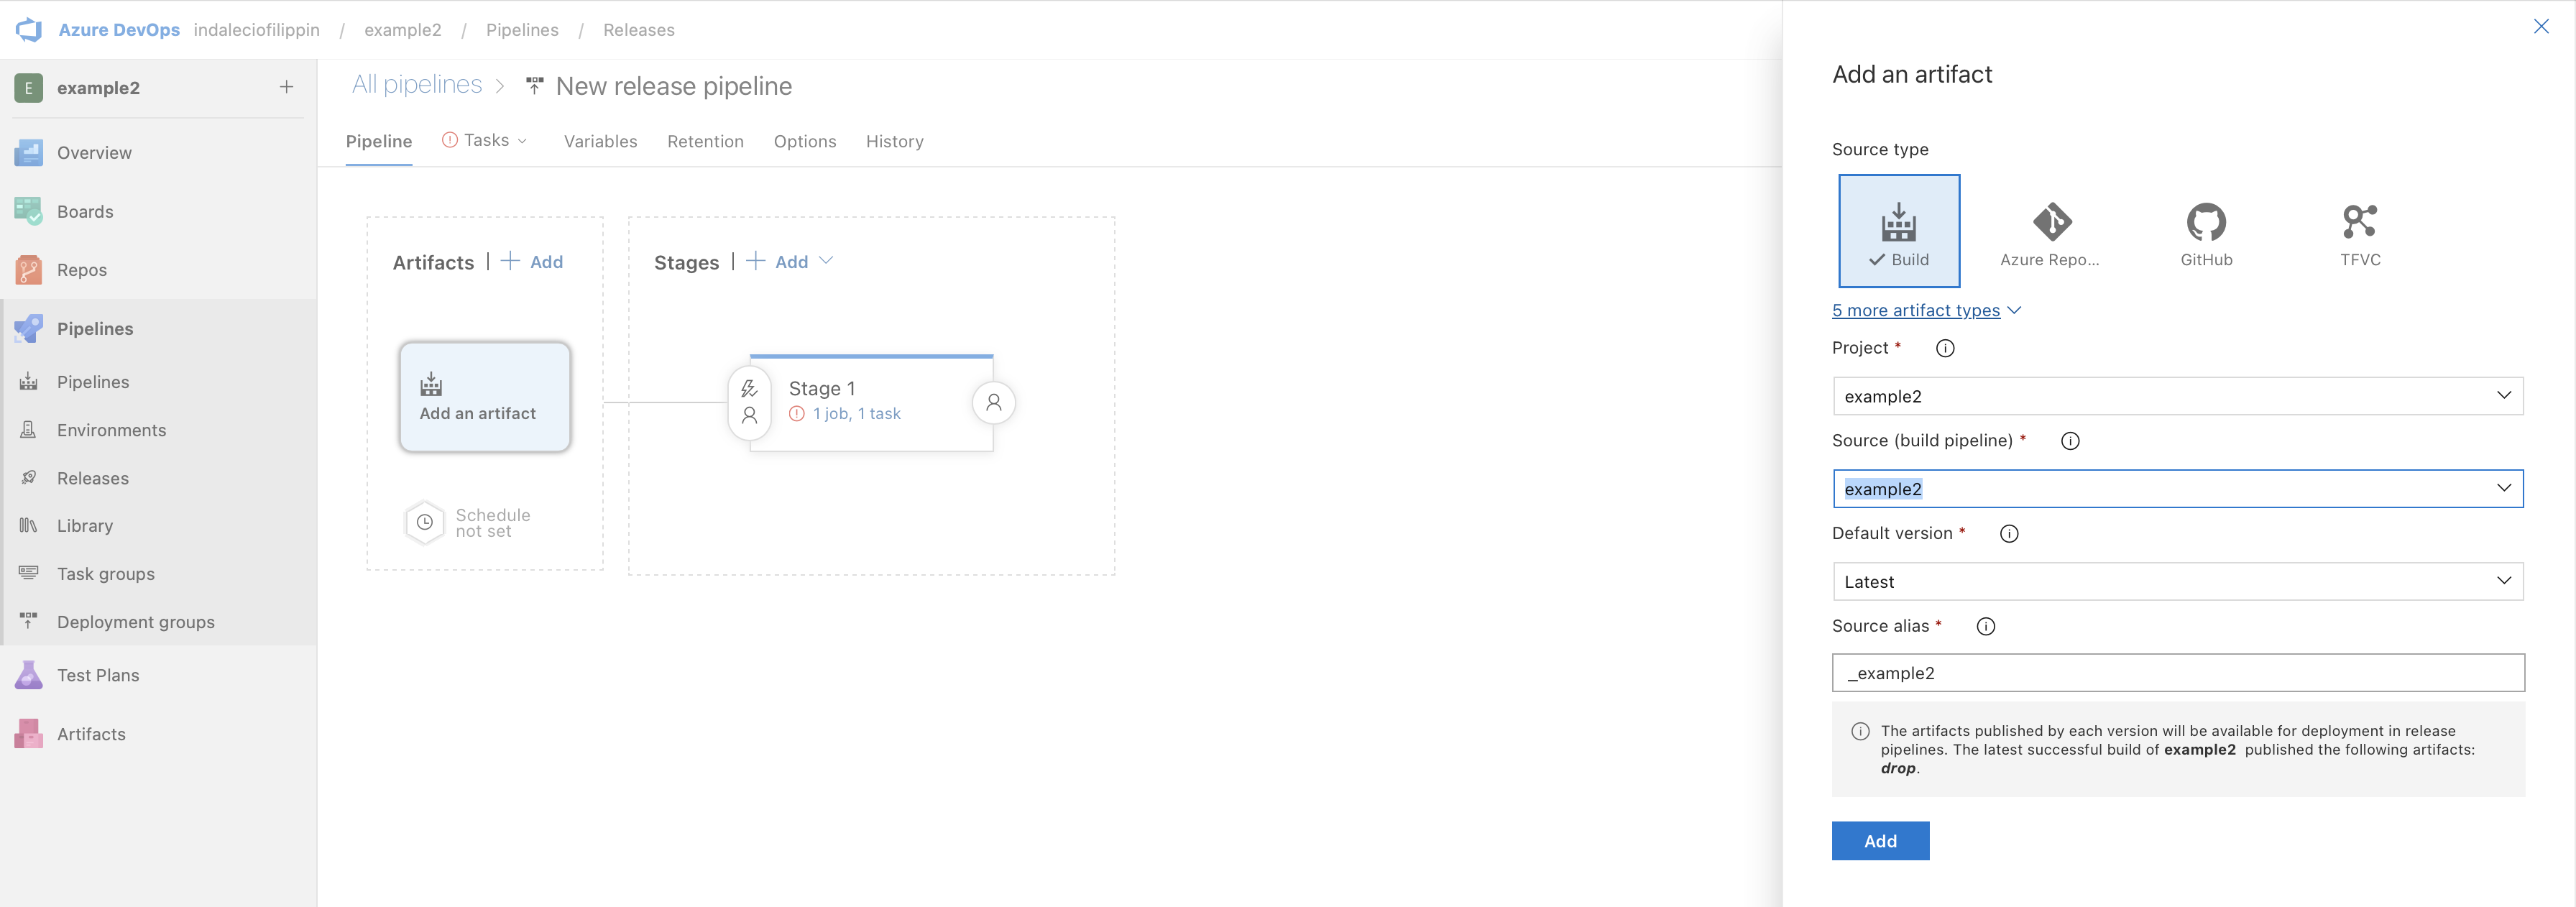 Azure DevOps indaleciofilippin / example2 / Pipelines / Releases
E example2 +
Overview
Boards
Repos
Pipelines
Pipelines
Environments
Releases
Library
Task groups
Deployment groups
Test Plans
Artifacts
All pipelines > New release pipeline
Pipeline Tasks Variables Retention Options History
Artifacts | + Add
Add an artifact
Schedule
not set
Stages | + Add
Stage 1
1 job, 1 task
Add an artifact
Source type
Build Azure Repo... GitHub TFVC
5 more artifact types
Project *
example2
Source (build pipeline) *
example2
Default version *
Latest
Source alias *
_example2
The artifacts published by each version will be available for deployment in release
pipelines. The latest successful build of example2 published the following artifacts:
drop.
Add